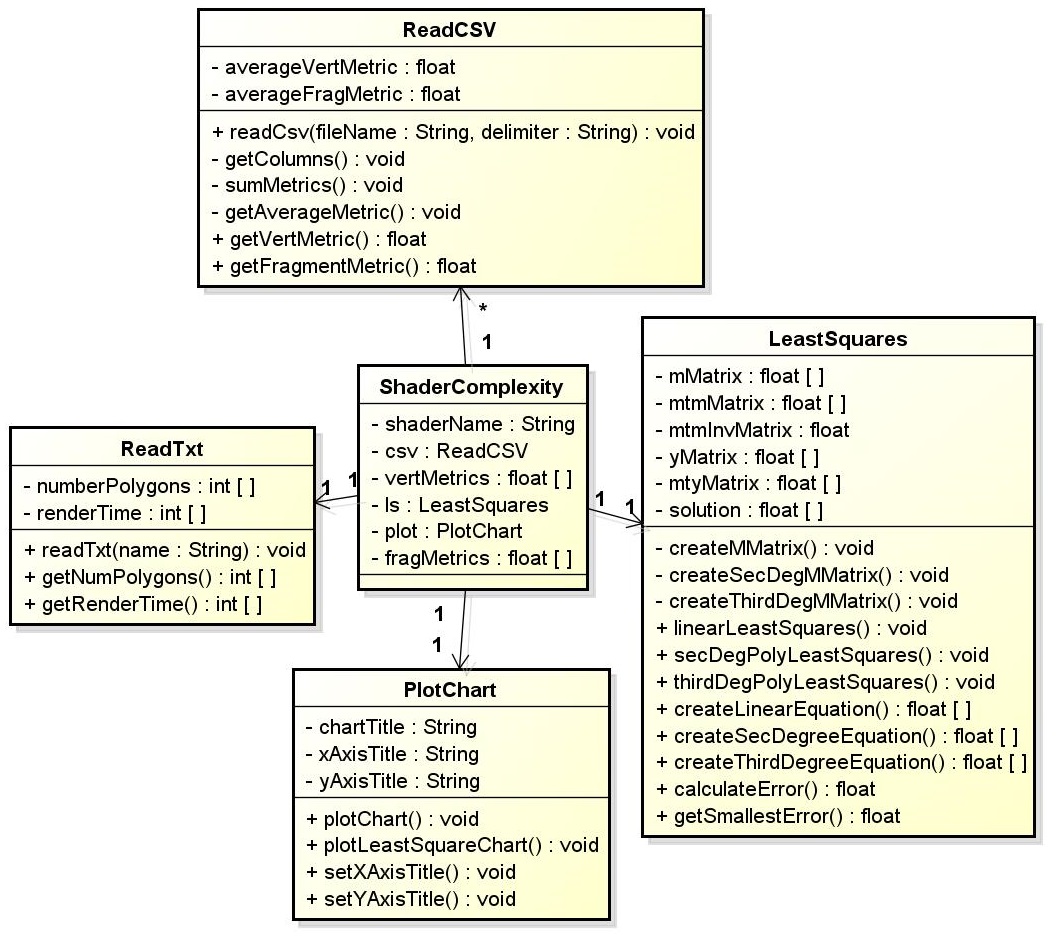 ReadCSV
- averageVertMetric : float
- averageFragMetric : float
+ readCsv(fileName : String, delimiter : String) : void
- getColumns() : void
- sumMetrics() : void
- getAverageMetric() : void
+ getVertMetric() : float
+ getFragmentMetric() : float
*
1
ShaderComplexity
- shaderName : String
- csv : ReadCSV
- vertMetrics : float [ ]
- ls : LeastSquares
- plot : PlotChart
- fragMetrics : float [ ]
1
1
ReadTxt
- numberPolygons : int [ ]
- renderTime : int [ ]
+ readTxt(name : String) : void
+ getNumPolygons() : int [ ]
+ getRenderTime() : int [ ]
1
1
LeastSquares
- mMatrix : float [ ]
- mtmMatrix : float [ ]
- mtmInvMatrix : float
- yMatrix : float [ ]
- mtyMatrix : float [ ]
- solution : float [ ]
- createMMatrix() : void
- createSecDegMMatrix() : void
- createThirdDegMMatrix() : void
+ linearLeastSquares() : void
+ secDegPolyLeastSquares() : void
+ thirdDegPolyLeastSquares() : void
+ createLinearEquation() : float [ ]
+ createSecDegreeEquation() : float [ ]
+ createThirdDegreeEquation() : float [ ]
+ calculateError() : float
+ getSmallestError() : float
1
1
PlotChart
- chartTitle : String
- xAxisTitle : String
- yAxisTitle : String
+ plotChart() : void
+ plotLeastSquareChart() : void
+ setXAxisTitle() : void
+ setYAxisTitle() : void